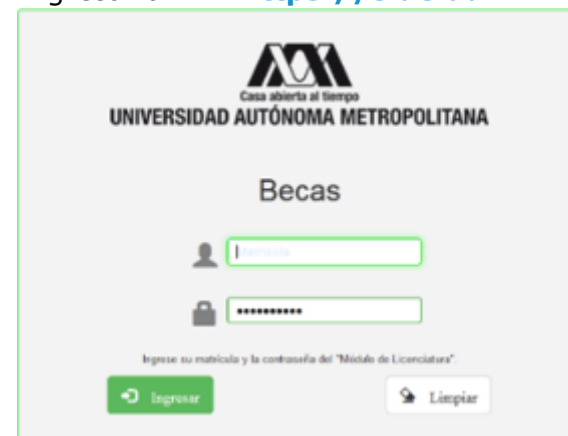 Casa abierta al tiempo
UNIVERSIDAD AUTÓNOMA METROPOLITANA
Becas
Matrícula
••••••••••
Ingrese su matrícula y la contraseña del "Módulo de Licenciatura".
Ingresar
Limpiar